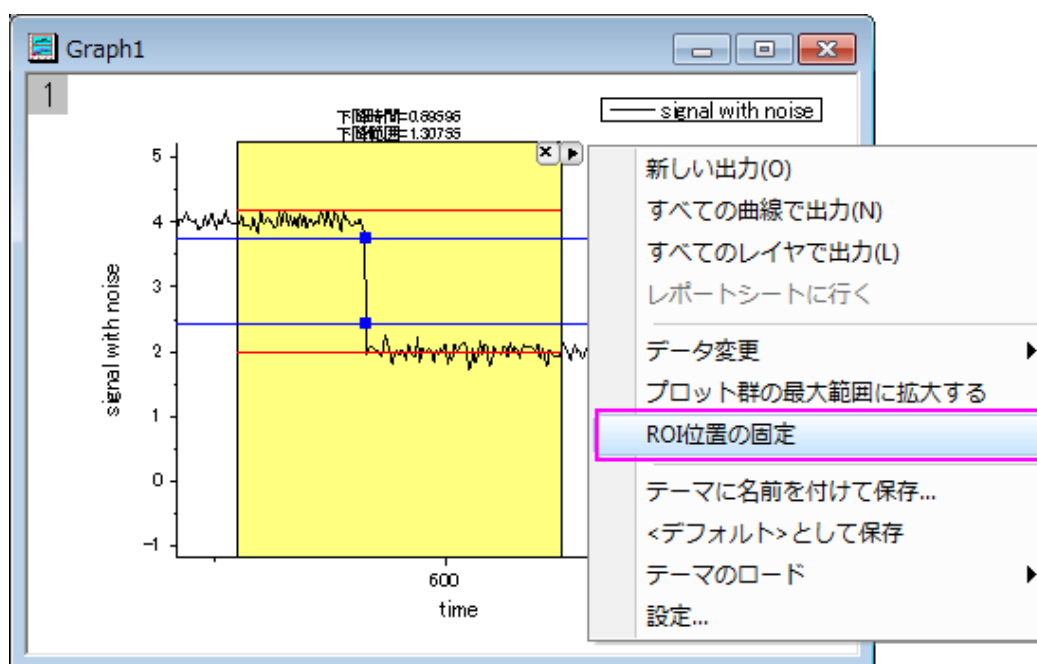 Graph1
1
下降時間=0.69596
下降範囲=1.30755
signal with noise
5
4
3
2
1
0
-1
signal with noise
600
time
新しい出力(O)
すべての曲線で出力(N)
すべてのレイヤで出力(L)
レポートシートに行く
データ変更
プロット群の最大範囲に拡大する
ROI位置の固定
テーマに名前を付けて保存...
<デフォルト>として保存
テーマのロード
設定...